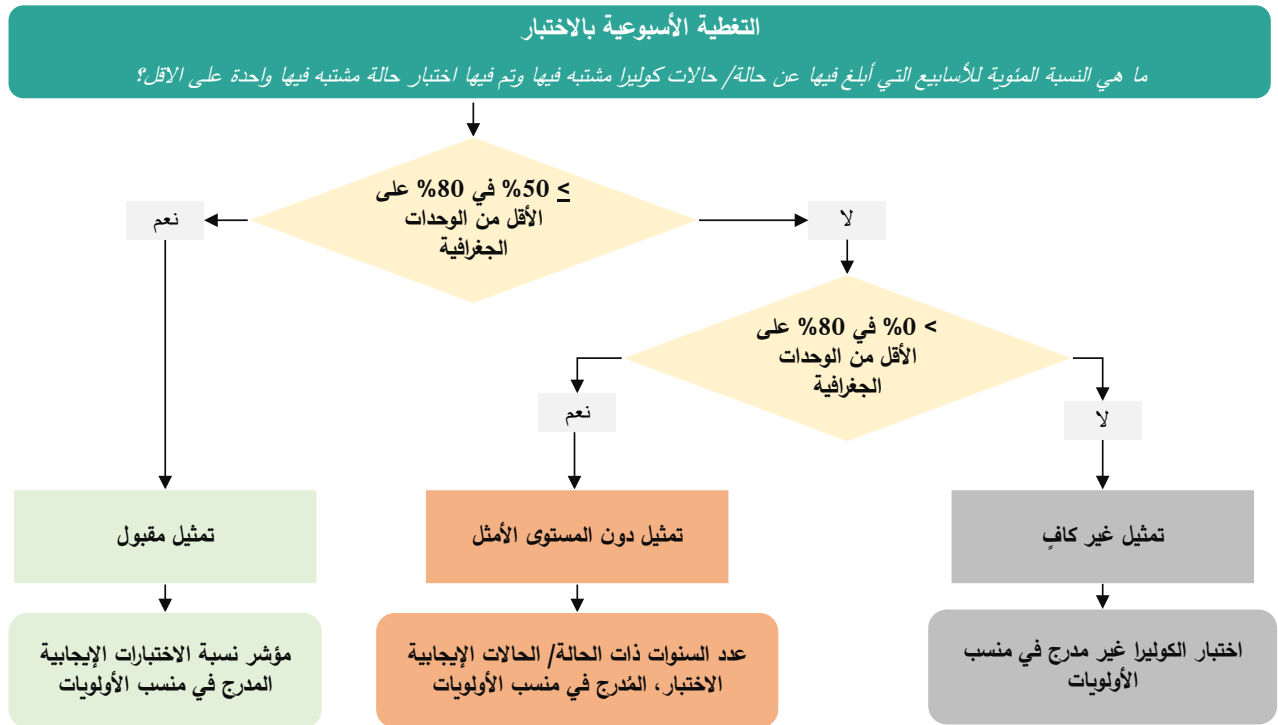 التغطية الأسبوعية بالاختبار
ما هي النسبة المئوية للأسابيع التي أبلغ فيها عن حالة/ حالات كوليرا مشتبه فيها وتم فيها اختبار حالة مشتبه فيها واحدة على الاقل؟
≥ 50% في 80% على
الأقل من الوحدات
الجغرافية
نعم
لا
> 0% في 80% على
الأقل من الوحدات
الجغرافية
نعم
لا
تمثيل مقبول
تمثيل دون المستوى الأمثل
تمثيل غير كافٍ
مؤشر نسبة الاختبارات الإيجابية
المدرج في منسب الأولويات
عدد السنوات ذات الحالة/ الحالات الإيجابية
الاختبار، المُدرج في منسب الأولويات
اختبار الكوليرا غير مدرج في منسب
الأولويات